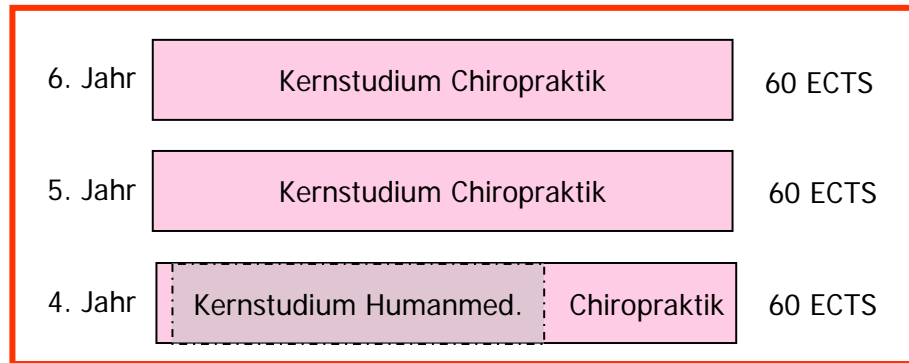 6. Jahr Kernstudium Chiropraktik 60 ECTS
5. Jahr Kernstudium Chiropraktik 60 ECTS
4. Jahr Kernstudium Humanmed. Chiropraktik 60 ECTS